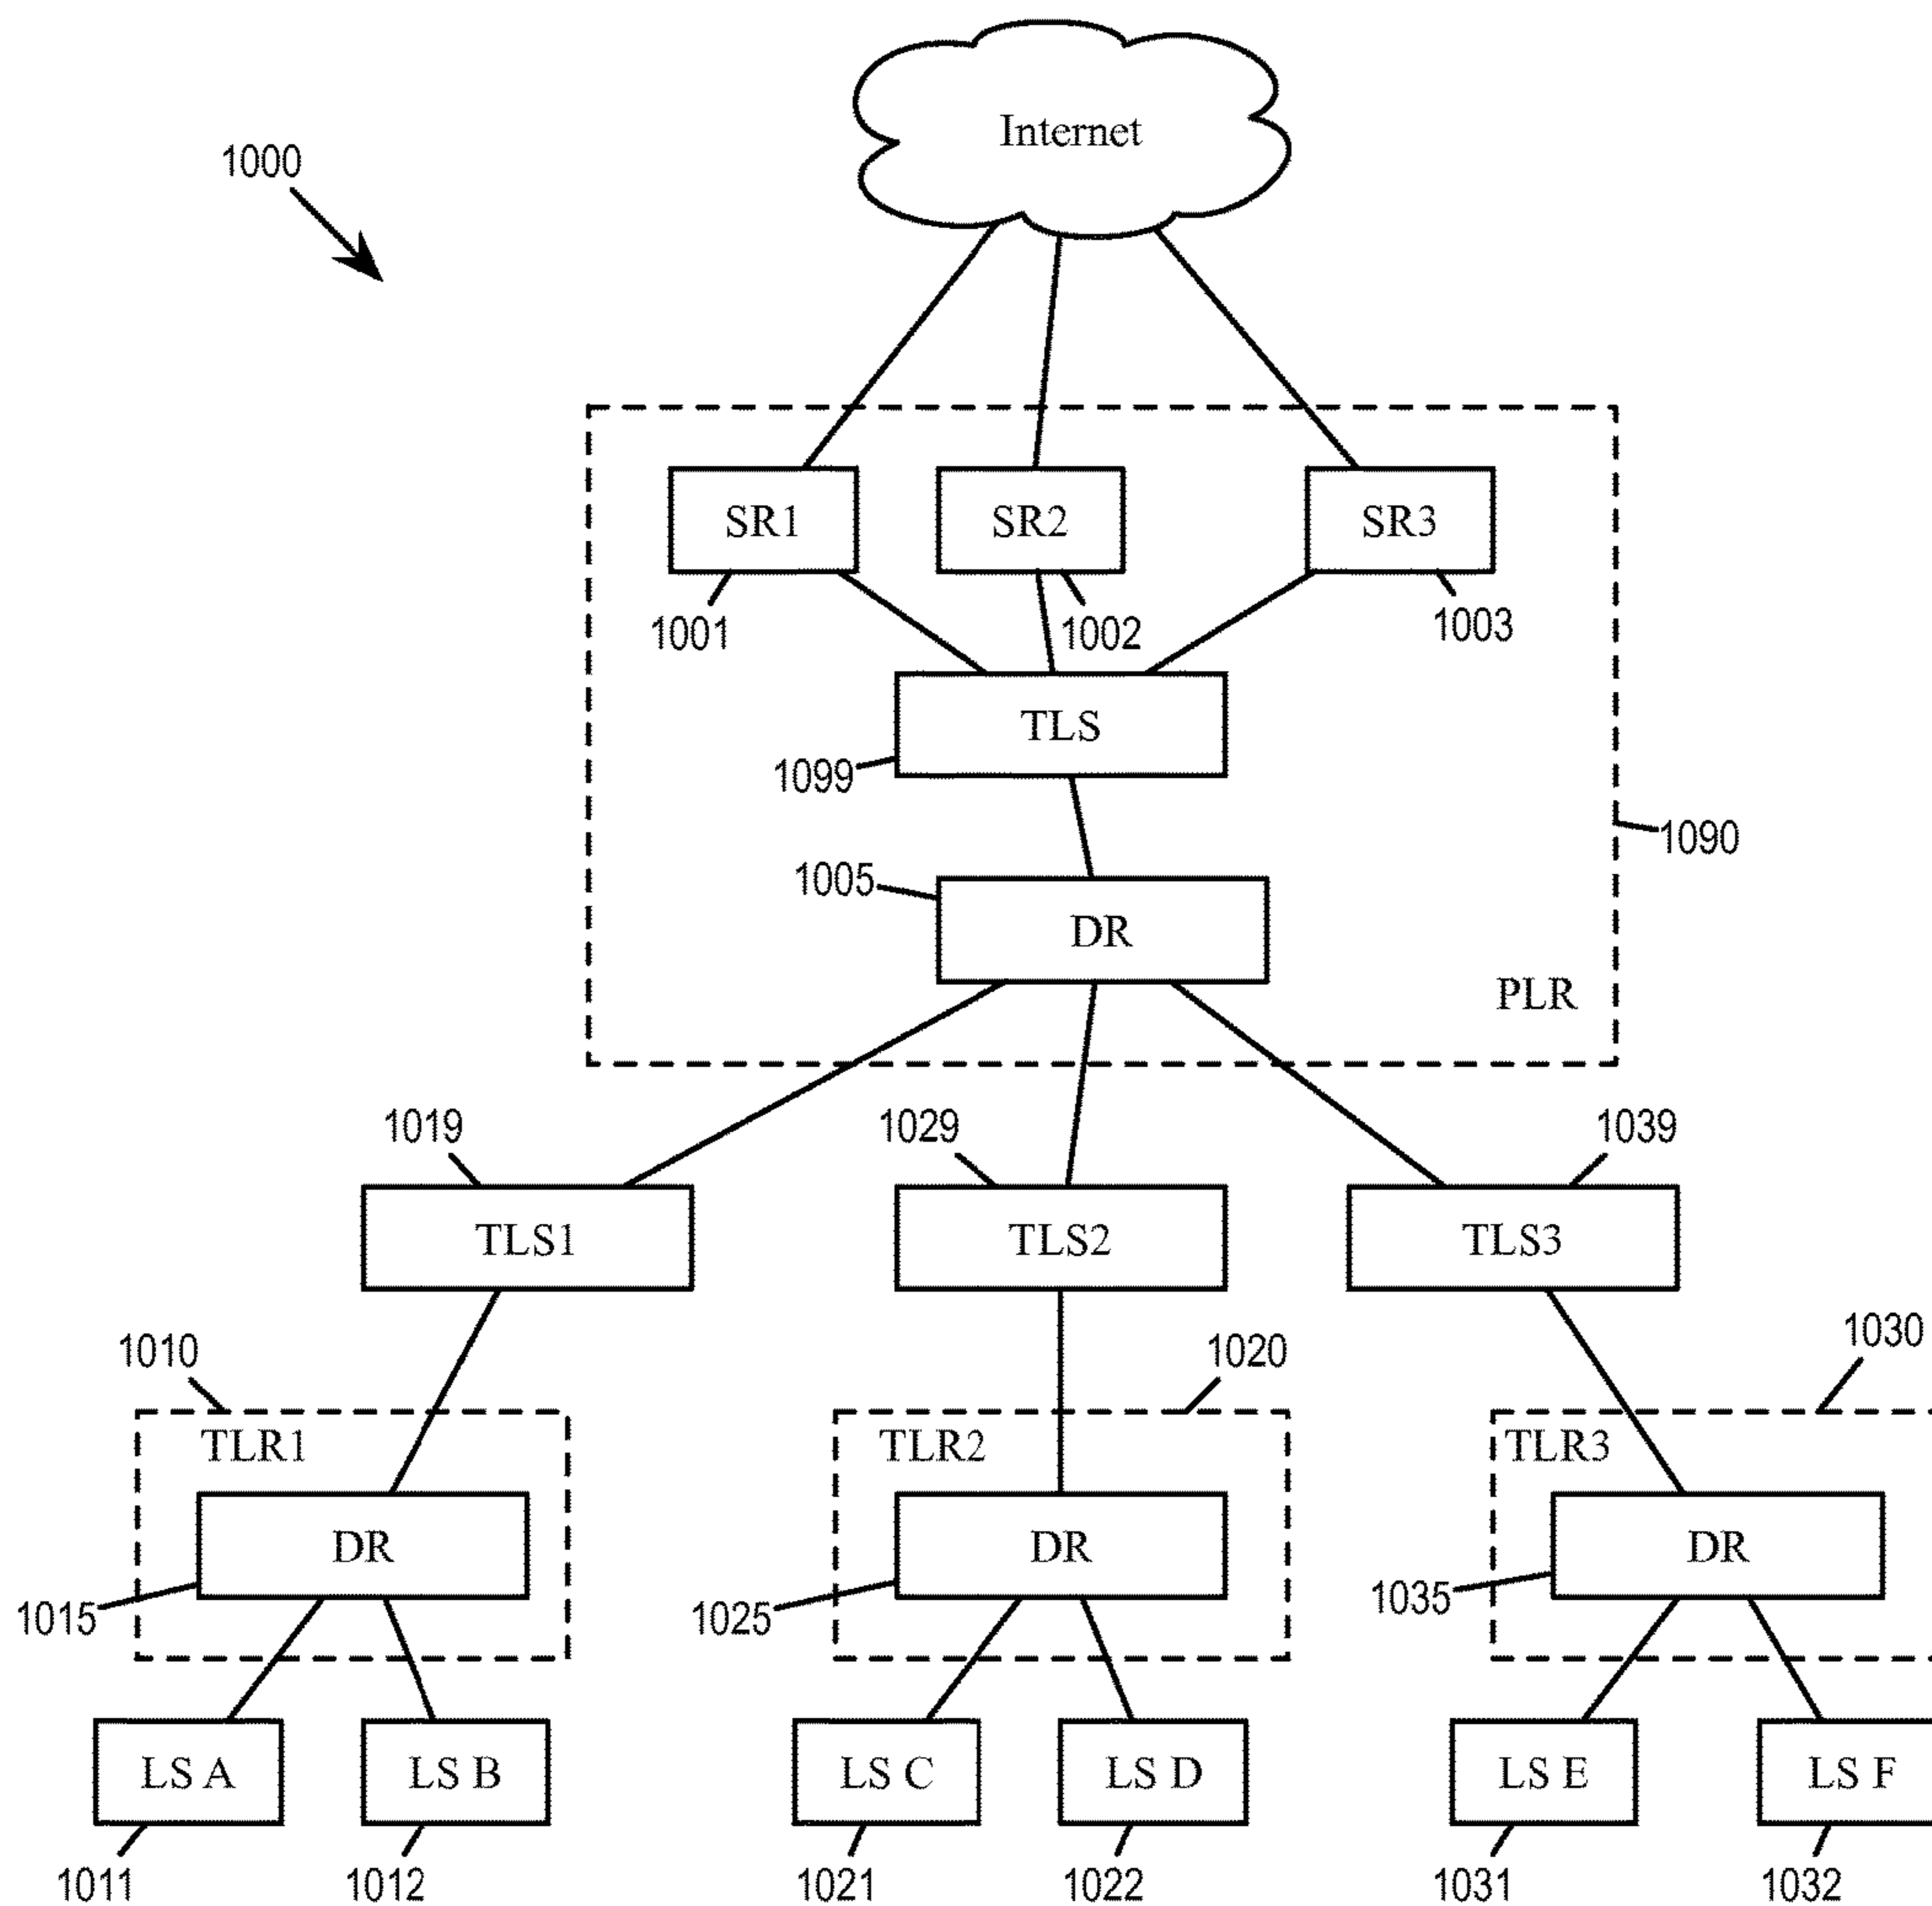 Internet
1000
SR1
SR2
SR3
1001
1002
1003
TLS
1099
1090
1005
DR
PLR
1019
1029
1039
TLS1
TLS2
TLS3
1010
1020
1030
TLR1
TLR2
TLR3
DR
DR
DR
1015
1025
1035
LS A
LS B
LS C
LS D
LS E
LS F
1011
1012
1021
1022
1031
1032